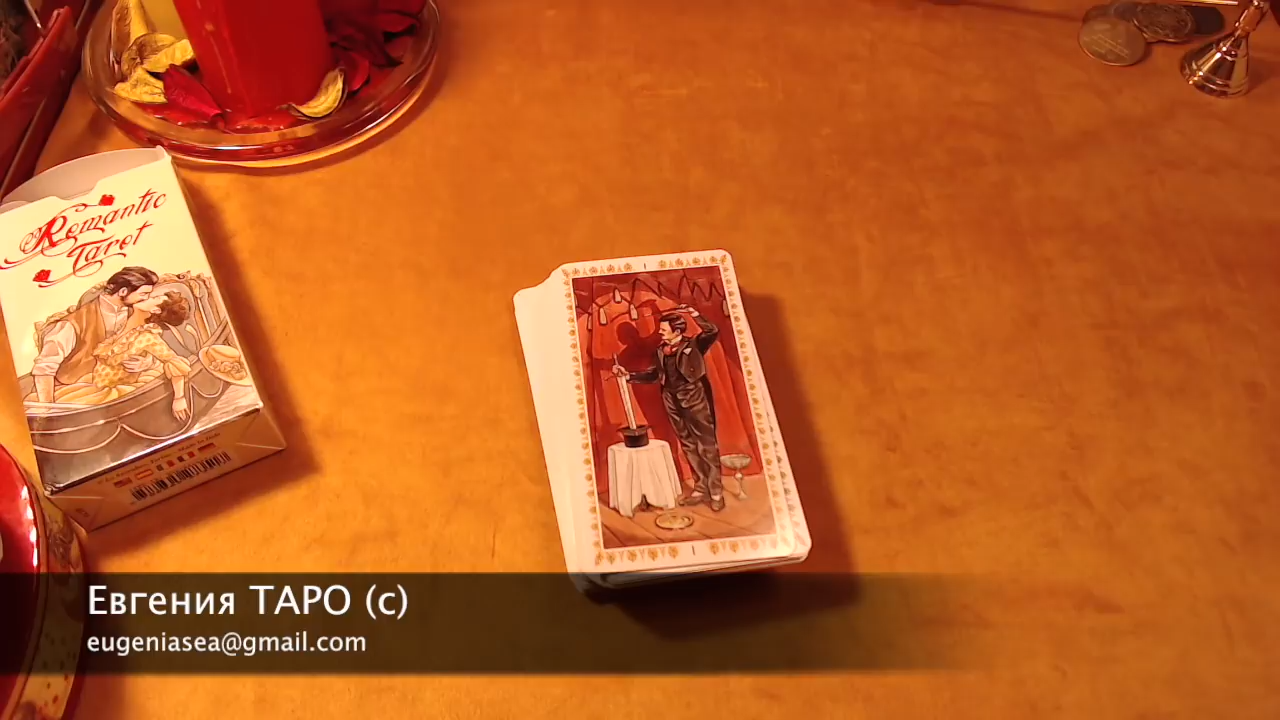 Romantic
Tarot
I
I
Евгения ТАРО (c)
eugeniasea@gmail.com